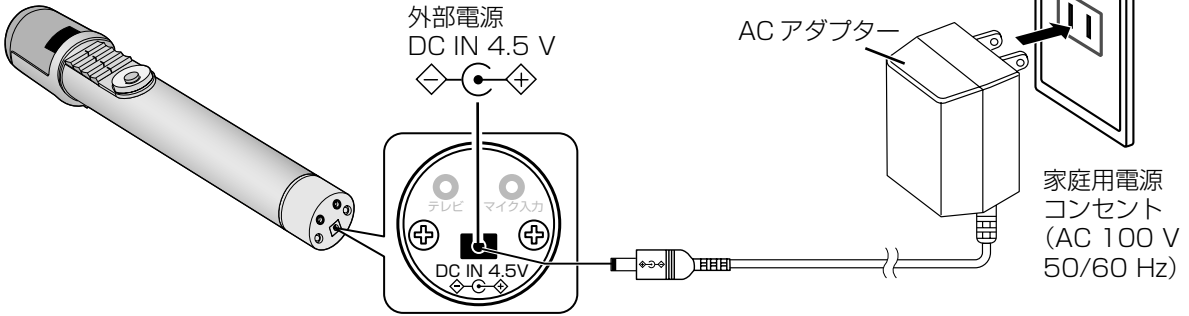 外部電源
DC IN 4.5 V
ACアダプター
テレビ
マイク入力
DC IN 4.5V
家庭用電源
コンセント
(AC 100 V
50/60 Hz)